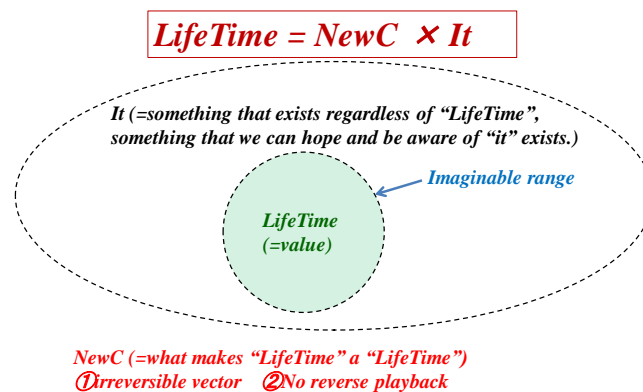 LifeTime = NewC × It
It (=something that exists regardless of “LifeTime”,
something that we can hope and be aware of “it” exists.)
Imaginable range
LifeTime
(=value)
NewC (=what makes “LifeTime” a “LifeTime”)
①irreversible vector ②No reverse playback